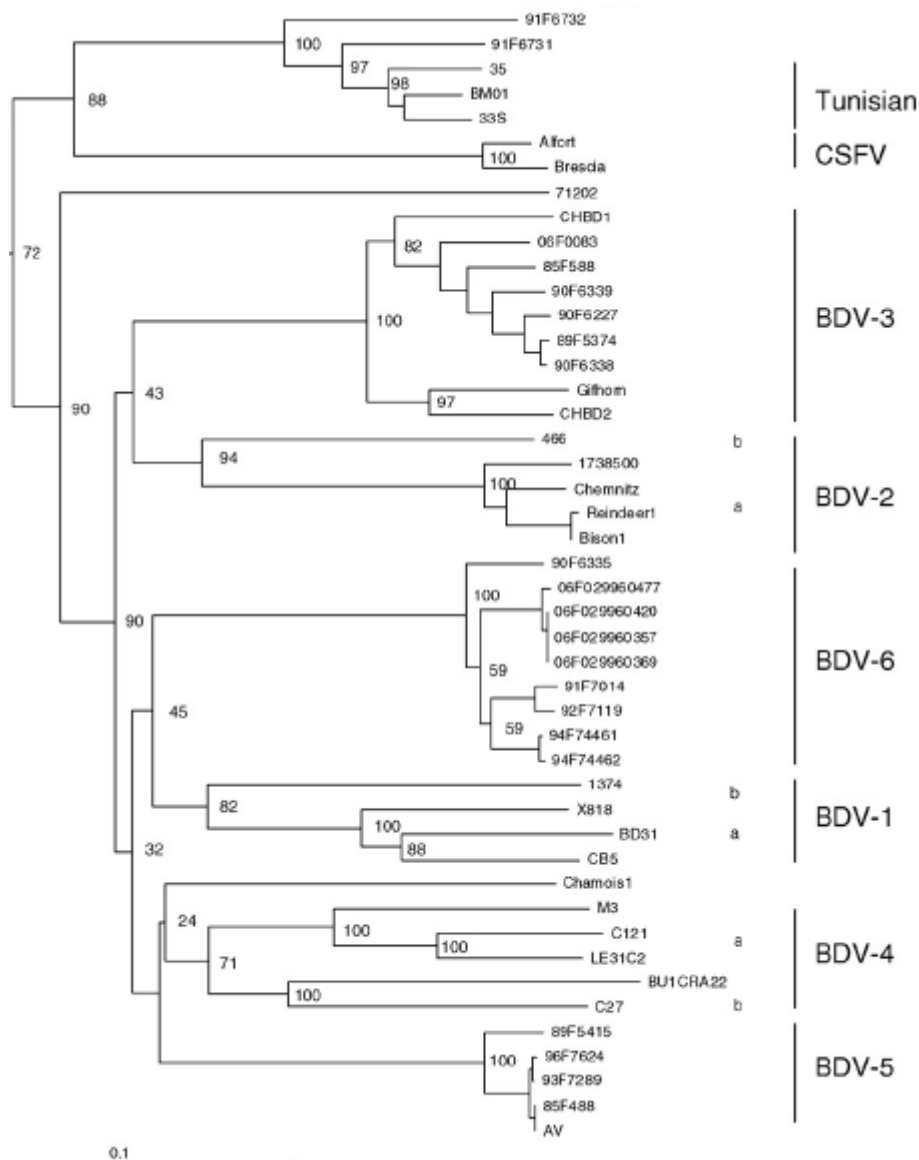 91F6732
100
91F6731
97
35
98
BM01
Tunisian
88
33S
Alfort
CSFV
100
Brescia
71202
CHBD1
72
82
06F0083
85F588
90F6339
100
90F6227
BDV-3
89F5374
90F6338
Gifhorn
43
97
90
CHBD2
466 b
94
1738500
100
Chemnitz
BDV-2
Reindeer1 a
Bison1
90F6335
100
06F029960477
06F029960420
90
06F029960357
06F029960369
BDV-6
59
91F7014
45
92F7119
59
94F74461
94F74462
1374 b
82
X818
BDV-1
100
BD31 a
88
32
CB5
Chamois1
24
M3
100
C121 a
100
BDV-4
71
LE31C2
BU1CRA22
100
C27 b
89F5415
100
96F7624
BDV-5
93F7289
85F488
AV
0.1